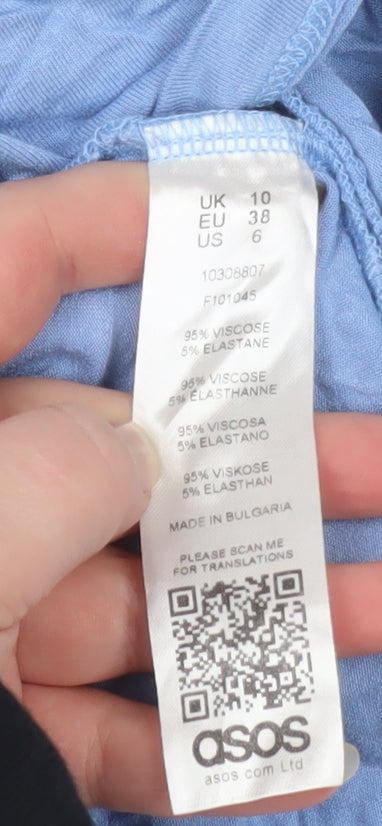 UK 10
EU 38
US 6
10308807
F101045
95% VISCOSE
5% ELASTANE
95% VISCOSE
5% ÉLASTHANNE
95% VISCOSA
5% ELASTANO
95% VISKOSE
5% ELASTHAN
MADE IN BULGARIA
PLEASE SCAN ME
FOR TRANSLATIONS
asos
asos com Ltd